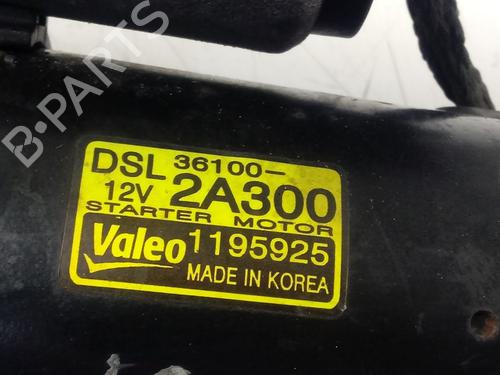 B-PARTS
DSL 36100-
12V 2A300
STARTER MOTOR
Valeo 1195925
MADE IN KOREA